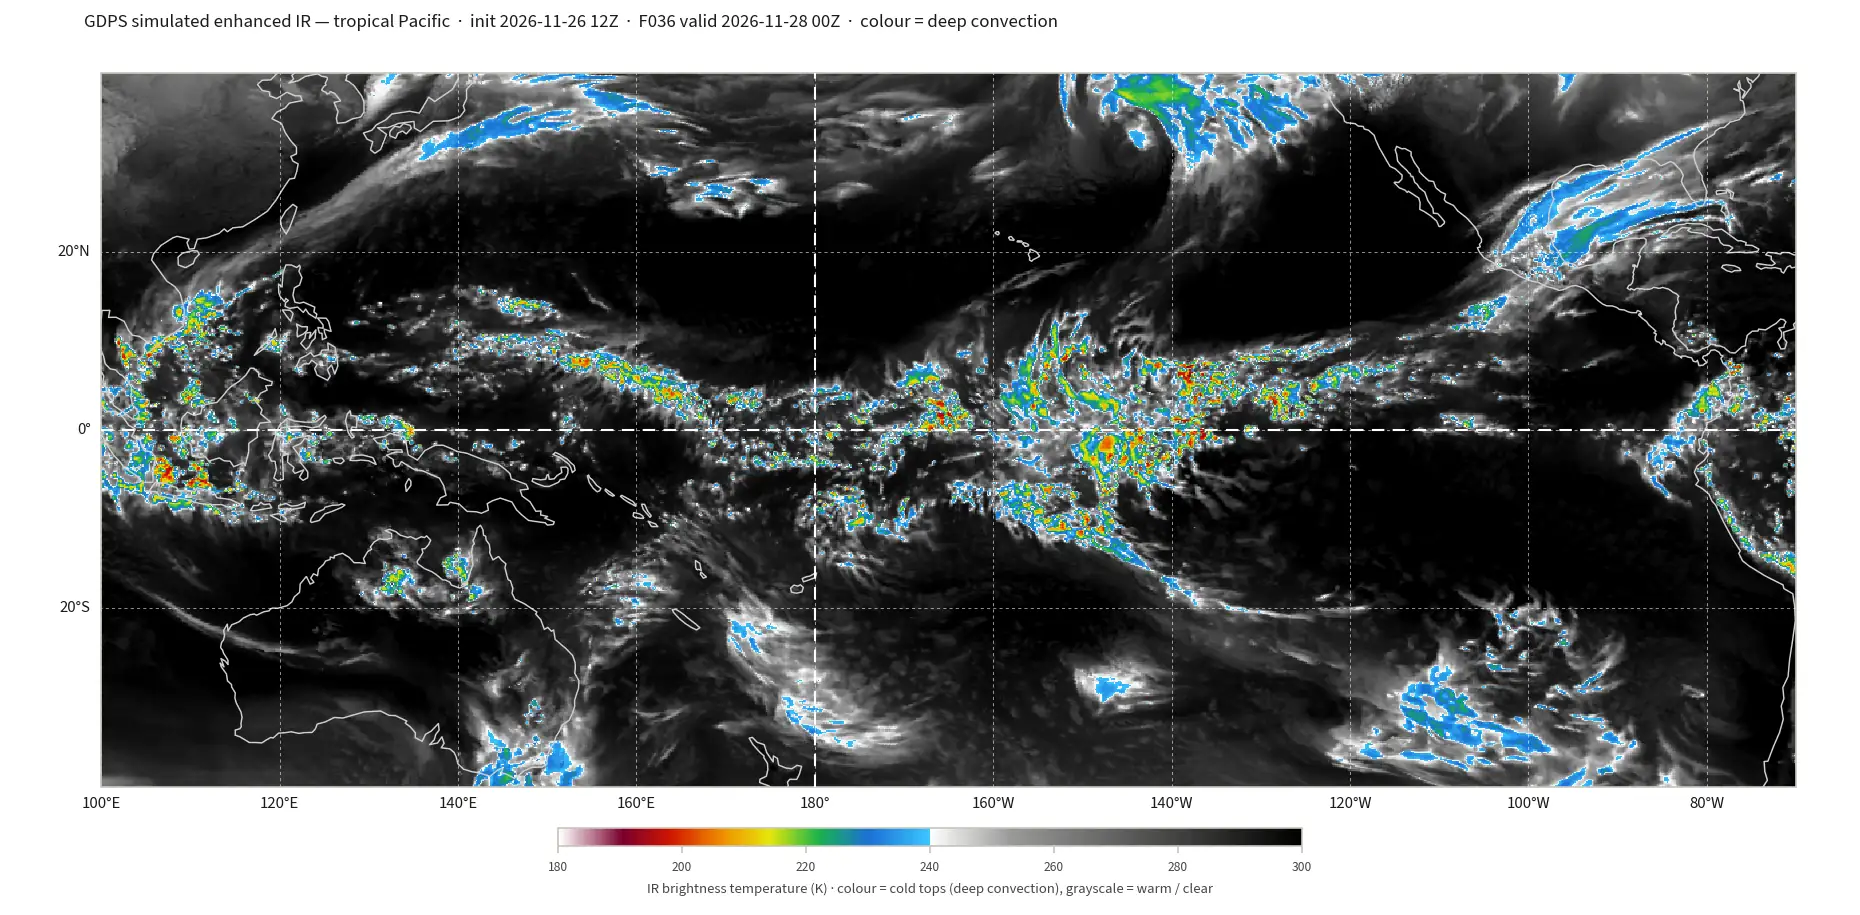 GDPS simulated enhanced IR — tropical Pacific · init 2026-11-26 12Z · F036 valid 2026-11-28 00Z · colour = deep convection
20°N
0°
20°S
100°E 120°E 140°E 160°E 180° 160°W 140°W 120°W 100°W 80°W
180 200 220 240 260 280 300
IR brightness temperature (K) · colour = cold tops (deep convection), grayscale = warm / clear